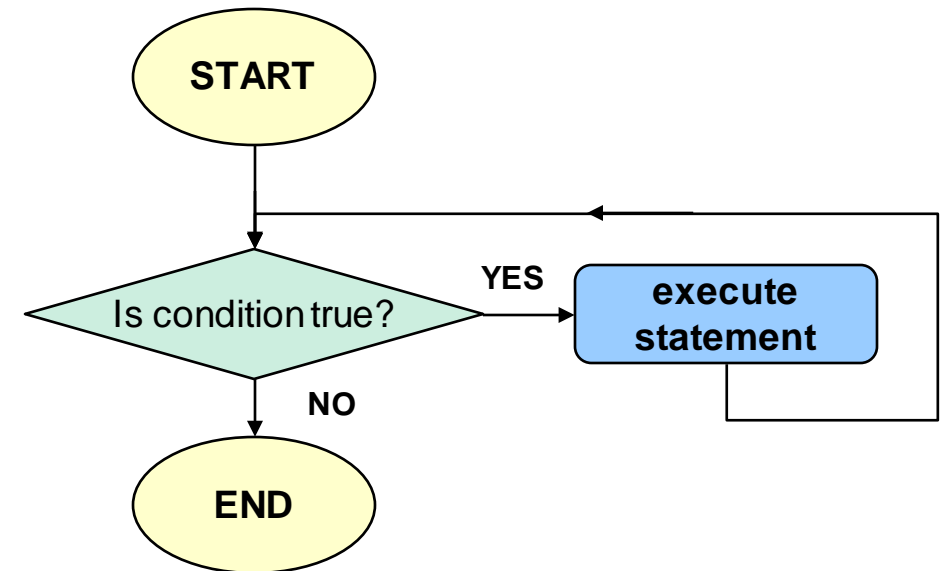 START
YES
Is condition true?
execute
statement
NO
END